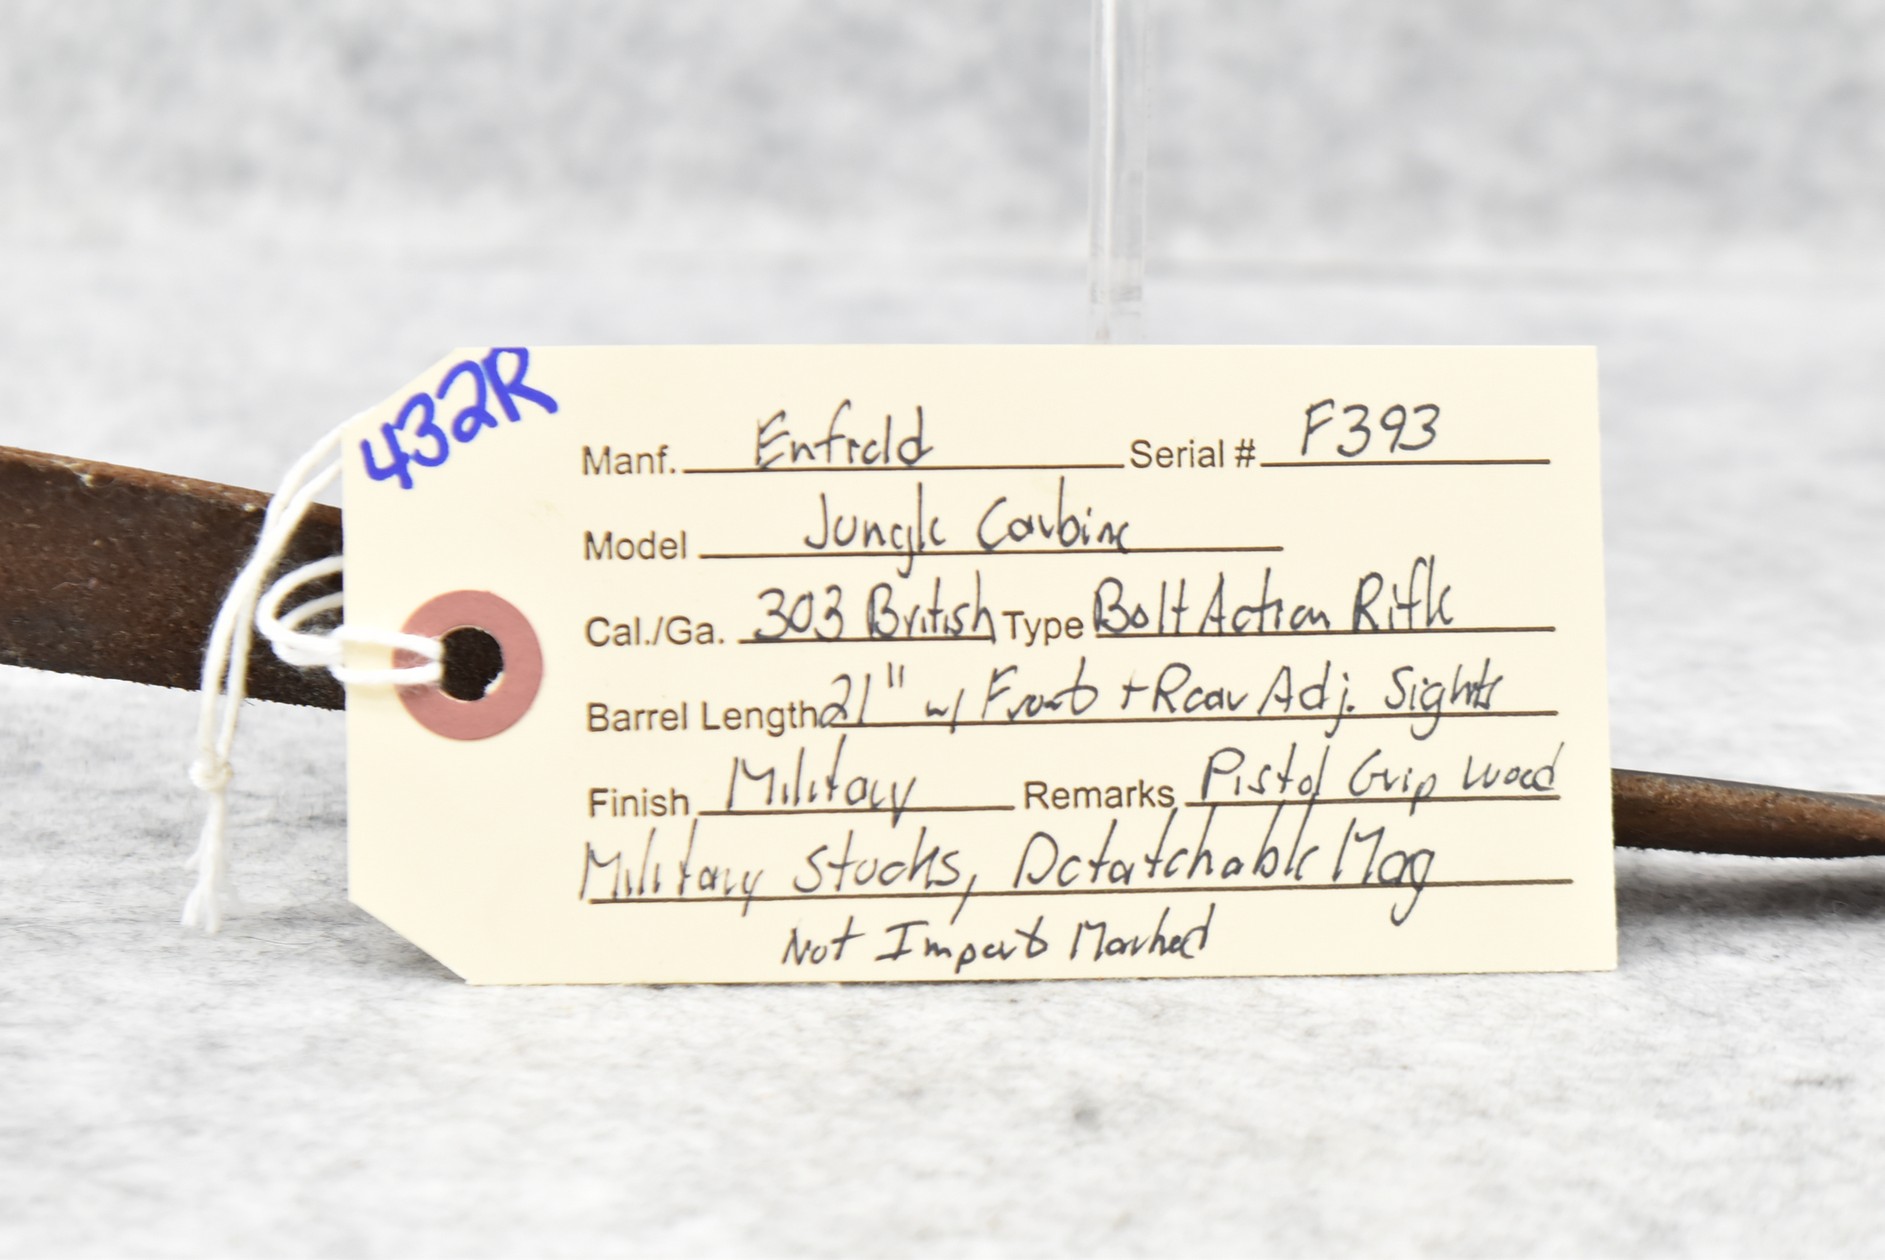 432R
Manf. Enfield Serial # F393
Model Jungle Carbine
Cal./Ga. 303 British Type Bolt Action Rifle
Barrel Length 21" w/ Front + Rear Adj. Sights
Finish Military Remarks Pistol Grip Wood
Military Stocks, Detatchable Mag
Not Import Marked